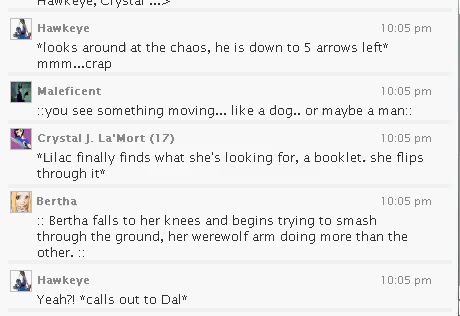 Hawkeye, Crystal ...>
Hawkeye 10:05 pm
*looks around at the chaos, he is down to 5 arrows left*
mmm...crap
Maleficent 10:05 pm
::you see something moving... like a dog.. or maybe a man::
Crystal J. La'Mort (17) 10:05 pm
*Lilac finally finds what she's looking for, a booklet. she flips
through it*
Bertha 10:05 pm
:: Bertha falls to her knees and begins trying to smash
through the ground, her werewolf arm doing more than the
other. ::
Hawkeye 10:05 pm
Yeah?! *calls out to Dal*